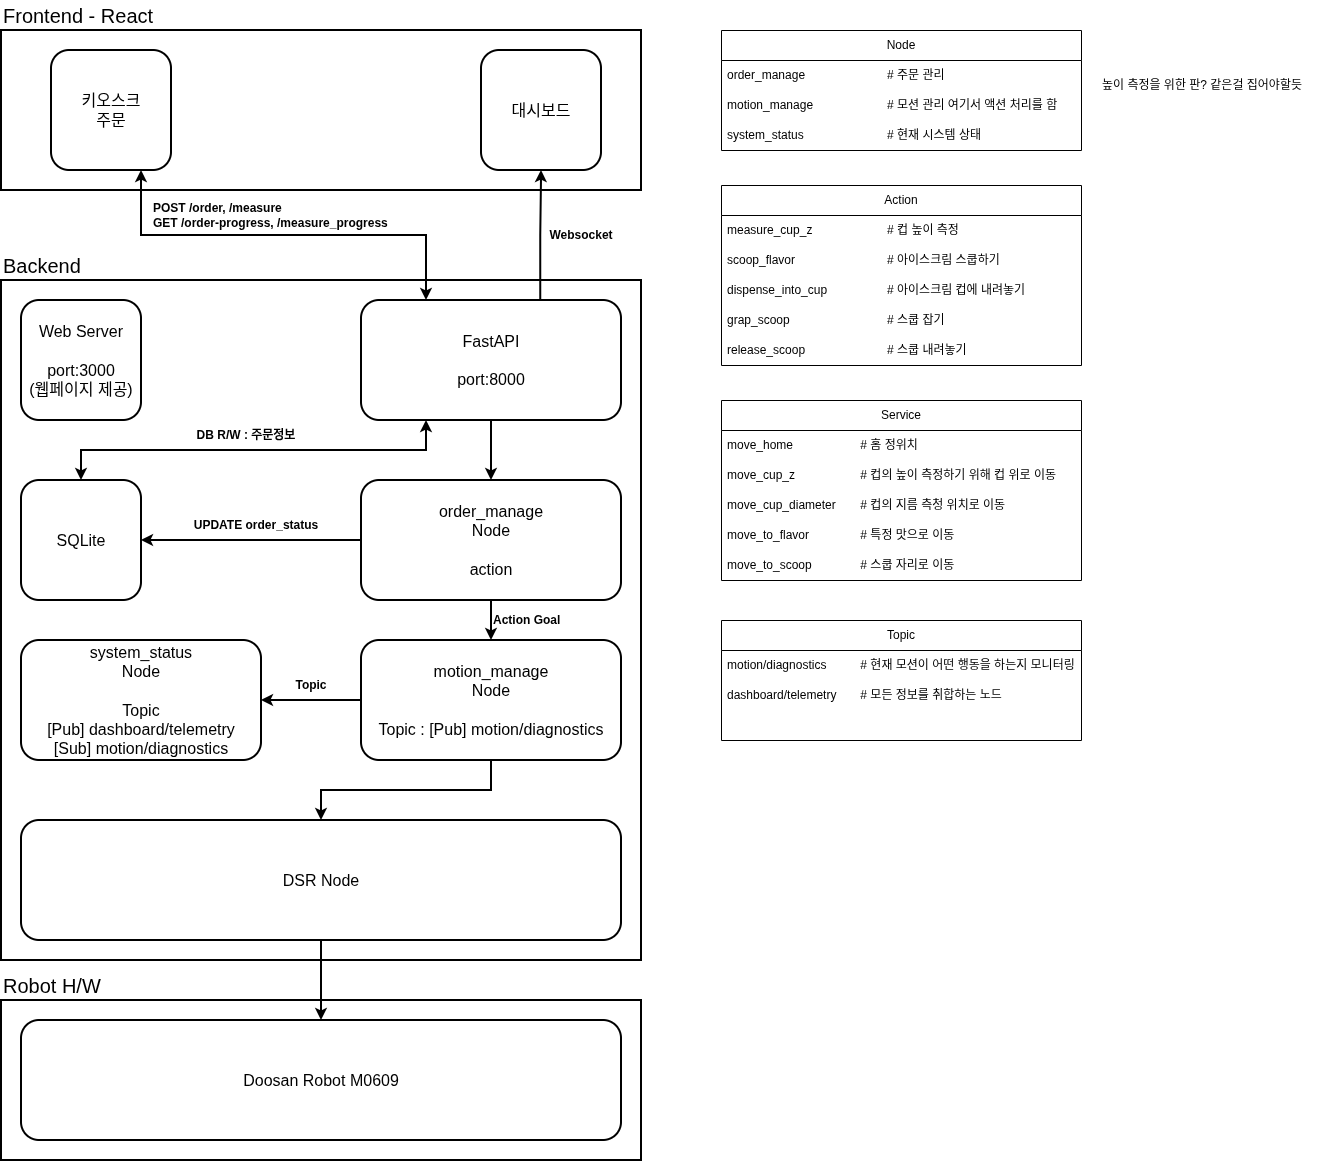 Frontend - React
키오스크
주문
대시보드
POST /order, /measure
GET /order-progress, /measure_progress
Websocket
Backend
Web Server
port:3000
(웹페이지 제공)
FastAPI
port:8000
DB R/W : 주문정보
SQLite
UPDATE order_status
order_manage
Node
action
Action Goal
system_status
Node
Topic
[Pub] dashboard/telemetry
[Sub] motion/diagnostics
Topic
motion_manage
Node
Topic : [Pub] motion/diagnostics
DSR Node
Robot H/W
Doosan Robot M0609
Node
order_manage # 주문 관리
motion_manage # 모션 관리 여기서 액션 처리를 함
system_status # 현재 시스템 상태
높이 측정을 위한 판? 같은걸 집어야할듯
Action
measure_cup_z # 컵 높이 측정
scoop_flavor # 아이스크림 스쿱하기
dispense_into_cup # 아이스크림 컵에 내려놓기
grap_scoop # 스쿱 잡기
release_scoop # 스쿱 내려놓기
Service
move_home # 홈 정위치
move_cup_z # 컵의 높이 측정하기 위해 컵 위로 이동
move_cup_diameter # 컵의 지름 측정 위치로 이동
move_to_flavor # 특정 맛으로 이동
move_to_scoop # 스쿱 자리로 이동
Topic
motion/diagnostics # 현재 모션이 어떤 행동을 하는지 모니터링
dashboard/telemetry # 모든 정보를 취합하는 노드